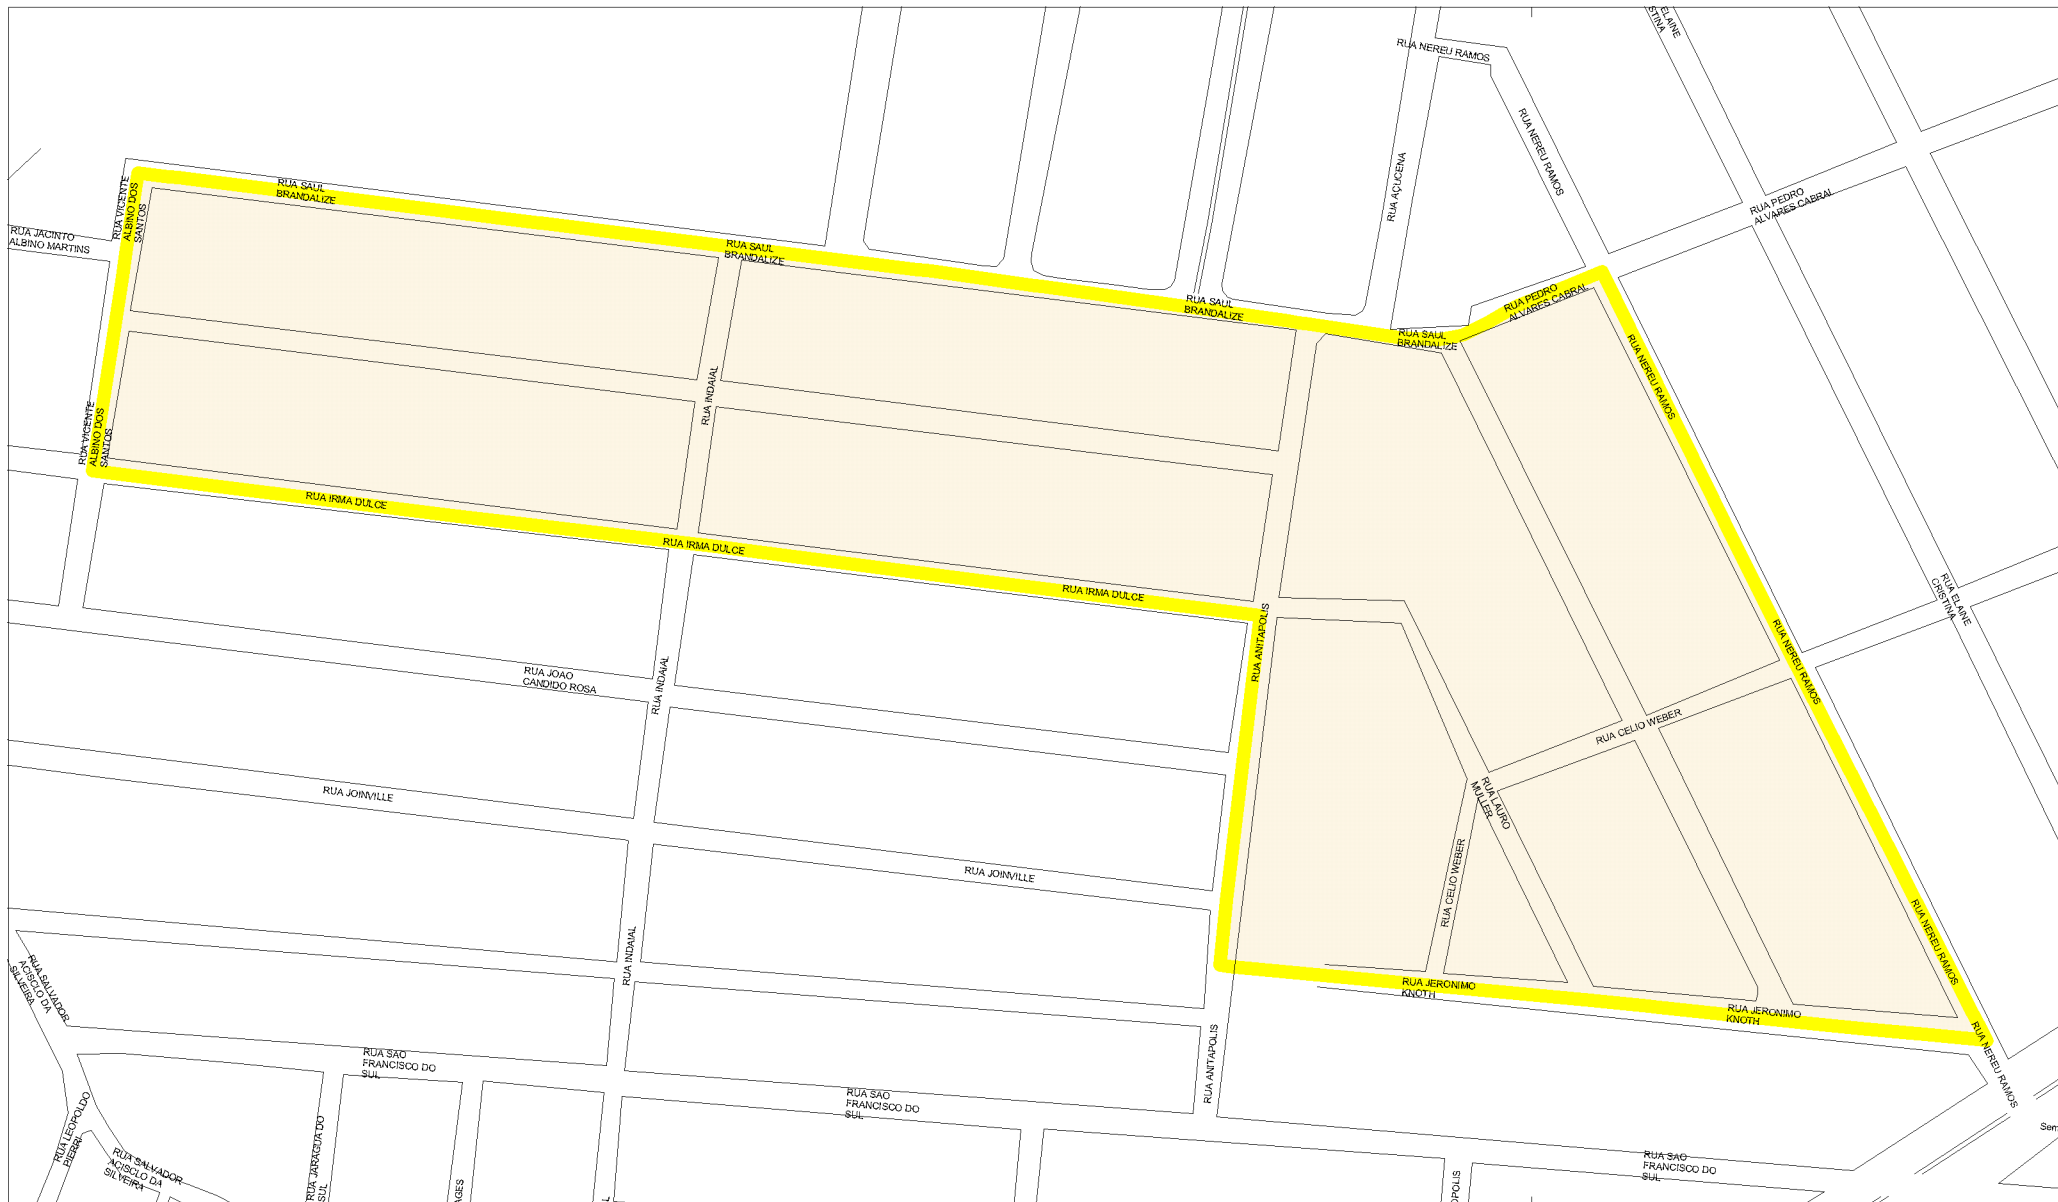 ELAINE
STINA
RUA NEREU RAMOS
RUA NEREU RAMOS
RUA AÇUCENA
RUA PEDRO
ALVARES CABRAL
RUA VICENTE
ALBINO DOS
SANTOS
RUA SAUL
BRANDALIZE
RUA JACINTO
ALBINO MARTINS
RUA SAUL
BRANDALIZE
RUA SAUL
BRANDALIZE
RUA PEDRO
ALVARES CABRAL
RUA SAUL
BRANDALIZE
RUA NEREU RAMOS
RUA INDAIAL
RUA VICENTE
ALBINO DOS
SANTOS
RUA IRMA DULCE
RUA IRMA DULCE
RUA IRMA DULCE
RUA ANITAPOLIS
RUA ELAINE
CRISTINA
RUA NEREU RAMOS
RUA JOAO
CANDIDO ROSA
RUA INDAIAL
RUA CELIO WEBER
RUA JOINVILLE
RUA LAURO
MULLER
RUA JOINVILLE
RUA CELIO WEBER
RUA INDAIAL
RUA NEREU RAMOS
RUA SALVADOR
ACISCLO DA
SILVEIRA
RUA JERONIMO
KNOTH
RUA JERONIMO
KNOTH
RUA NEREU RAMOS
RUA ANITAPOLIS
RUA SAO
FRANCISCO DO
SUL
RUA SAO
FRANCISCO DO
SUL
RUA LEOPOLDO
PIERRI
RUA JARAGUA DO
SUL
Sem
RUA SALVADOR
ACISCLO DA
SILVEIRA
RUA SAO
FRANCISCO DO
SUL
AGES
L
POLIS